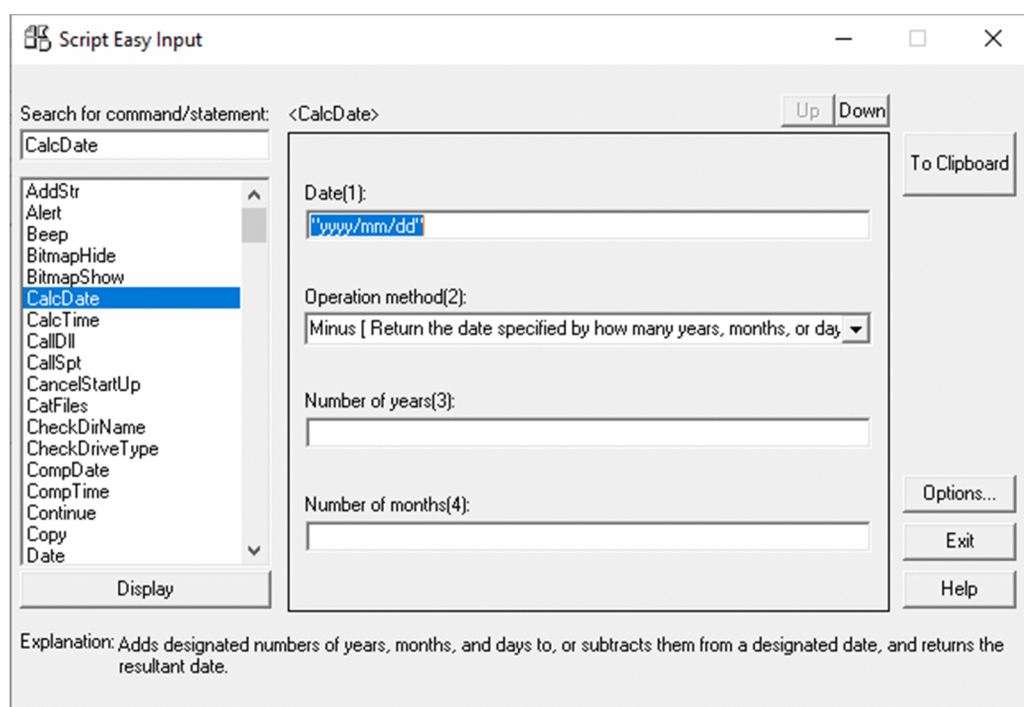 Script Easy Input
Search for command/statement:
CalcDate
AddStr
Alert
Beep
BitmapHide
BitmapShow
CalcDate
CalcTime
CallDll
CallSpt
CancelStartUp
CatFiles
CheckDirName
CheckDriveType
CompDate
CompTime
Continue
Copy
Date
Display
<CalcDate>
Up
Down
Date(1):
"yyyy/mm/dd"
Operation method(2):
Minus [ Return the date specified by how many years, months, or day
Number of years(3):
Number of months(4):
To Clipboard
Options...
Exit
Help
Explanation: Adds designated numbers of years, months, and days to, or subtracts them from a designated date, and returns the
resultant date.